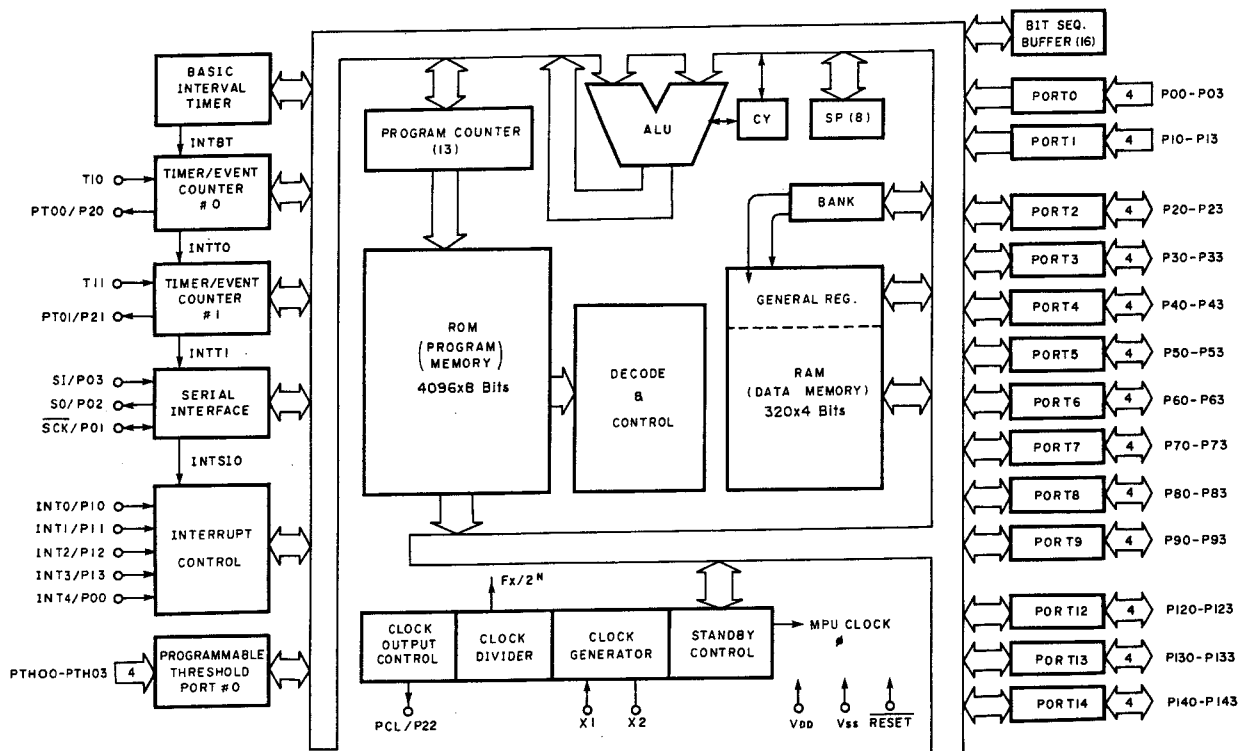 BASIC
INTERVAL
TIMER
INTBT
TI0
PTO0/P20
TIMER/EVENT
COUNTER
#0
INTT0
TI1
PTO1/P21
TIMER/EVENT
COUNTER
#1
INTT1
SI/P03
SO/P02
SCK/P01
SERIAL
INTERFACE
INTSIO
INT0/P10
INT1/P11
INT2/P12
INT3/P13
INT4/P00
INTERRUPT
CONTROL
PTH00-PTH03
4
PROGRAMMABLE
THRESHOLD
PORT #0
PROGRAM COUNTER
(13)
ALU
CY
SP (8)
BANK
ROM
(PROGRAM
MEMORY)
4096x8 Bits
DECODE
&
CONTROL
GENERAL REG.
RAM
(DATA MEMORY)
320x4 Bits
Fx/2ᴺ
CLOCK
OUTPUT
CONTROL
CLOCK
DIVIDER
CLOCK
GENERATOR
STANDBY
CONTROL
MPU CLOCK
ϕ
PCL/P22
X1
X2
VDD
VSS
RESET
BIT SEQ.
BUFFER (16)
PORT0 4 P00-P03
PORT1 4 P10-P13
PORT2 4 P20-P23
PORT3 4 P30-P33
PORT4 4 P40-P43
PORT5 4 P50-P53
PORT6 4 P60-P63
PORT7 4 P70-P73
PORT8 4 P80-P83
PORT9 4 P90-P93
PORT12 4 P120-P123
PORT13 4 P130-P133
PORT14 4 P140-P143